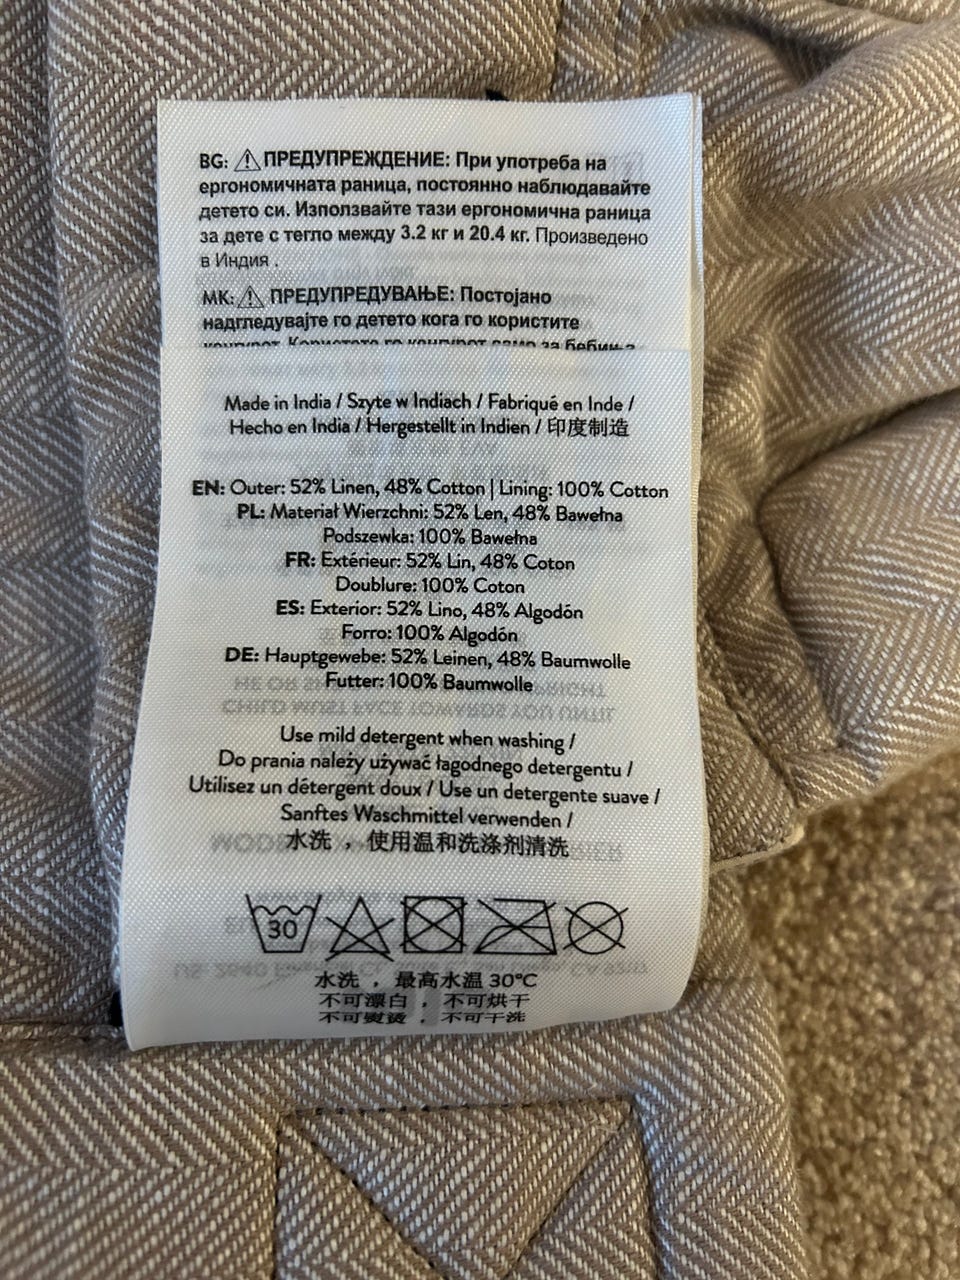 BG: ⚠ ПРЕДУПРЕЖДЕНИЕ: При употреба на
ергономичната раница, постоянно наблюдавайте
детето си. Използвайте тази ергономична раница
за дете с тегло между 3.2 кг и 20.4 кг. Произведено
в Индия .
МК: ⚠ ПРЕДУПРЕДУВАЊЕ: Постојано
надгледувајте го детето кога го користите
Made in India / Szyte w Indiach / Fabriqué en Inde /
Hecho en India / Hergestellt in Indien / 印度制造
EN: Outer: 52% Linen, 48% Cotton | Lining: 100% Cotton
PL: Materiał Wierzchni: 52% Len, 48% Bawełna
Podszewka: 100% Bawełna
FR: Extérieur: 52% Lin, 48% Coton
Doublure: 100% Coton
ES: Exterior: 52% Lino, 48% Algodón
Forro: 100% Algodón
DE: Hauptgewebe: 52% Leinen, 48% Baumwolle
Futter: 100% Baumwolle
Use mild detergent when washing /
Do prania należy używać łagodnego detergentu /
Utilisez un détergent doux / Use un detergente suave /
Sanftes Waschmittel verwenden /
水洗 ，使用温和洗涤剂清洗
30
水洗 ，最高水温 30°C
不可漂白 ，不可烘干
不可熨烫 ，不可干洗